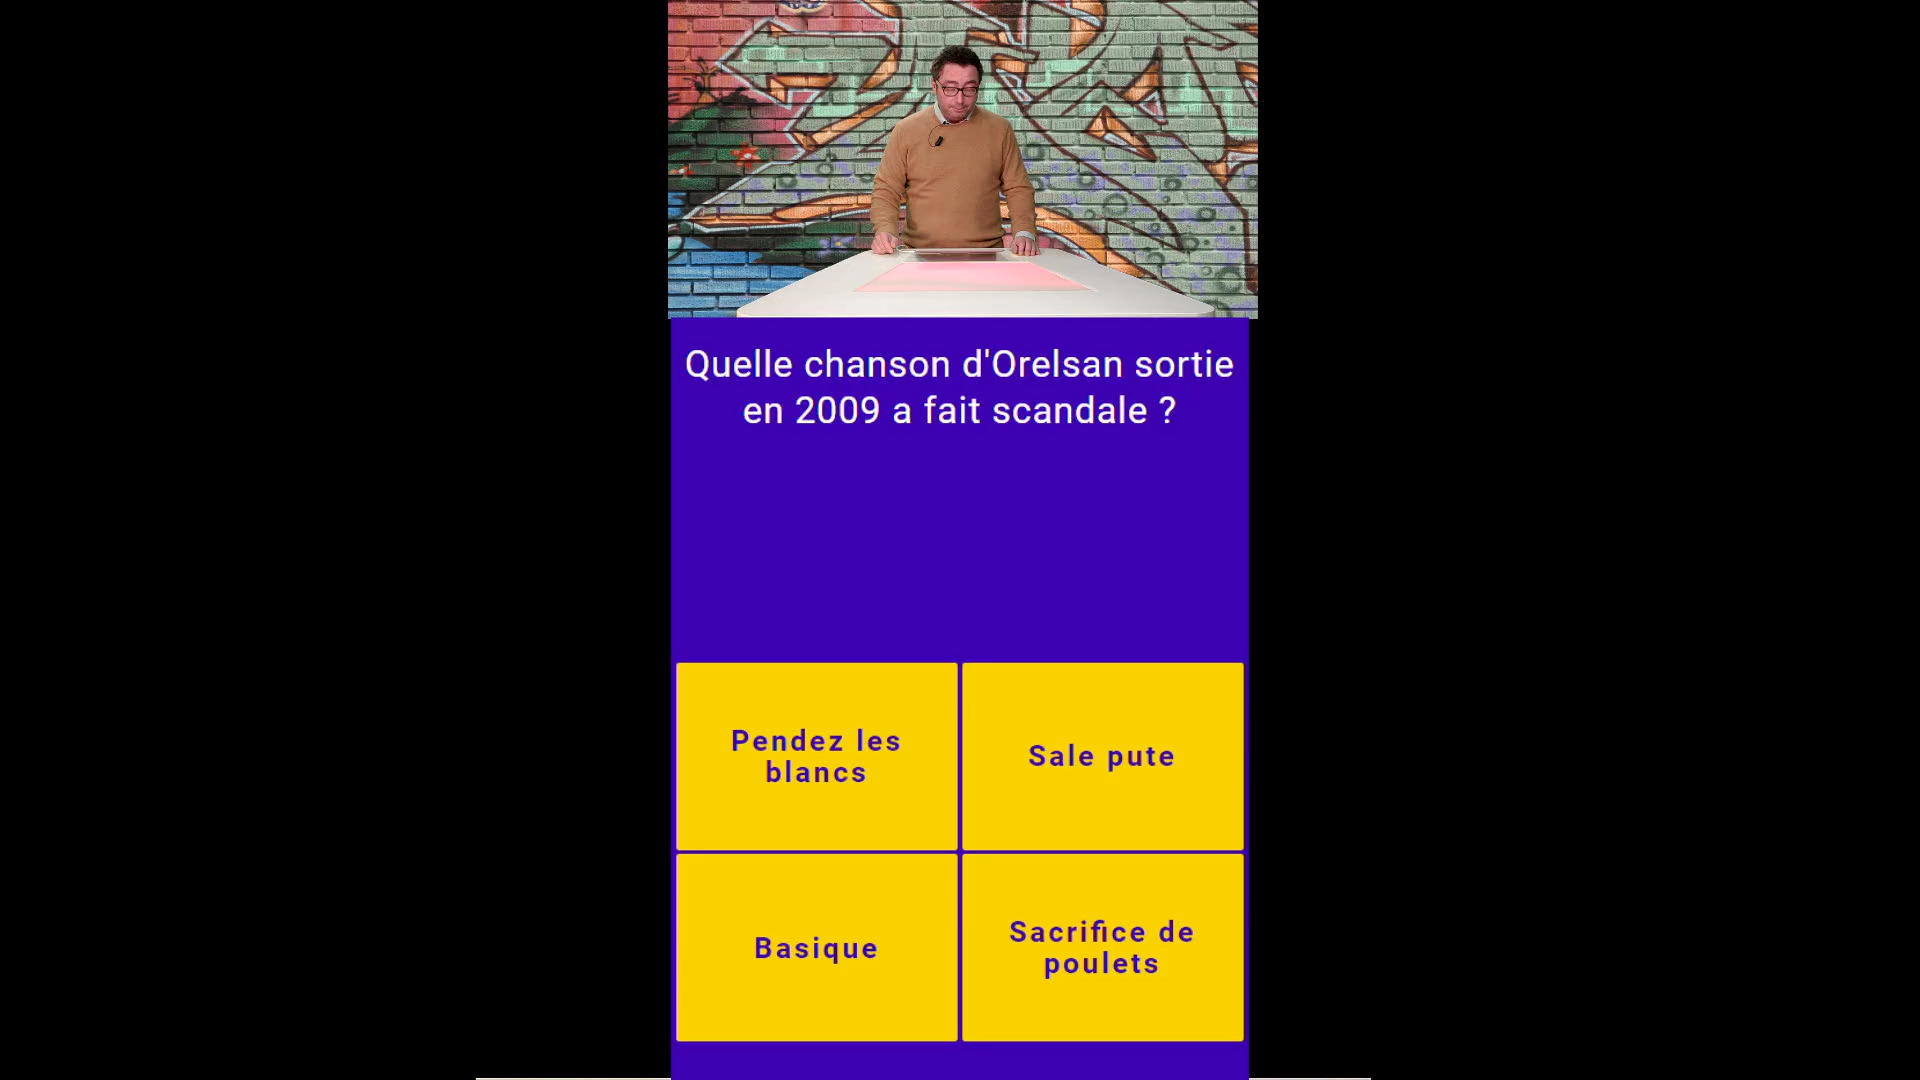 Quelle chanson d'Orelsan sortie
en 2009 a fait scandale ?
Pendez les
blancs
Sale pute
Basique
Sacrifice de
poulets